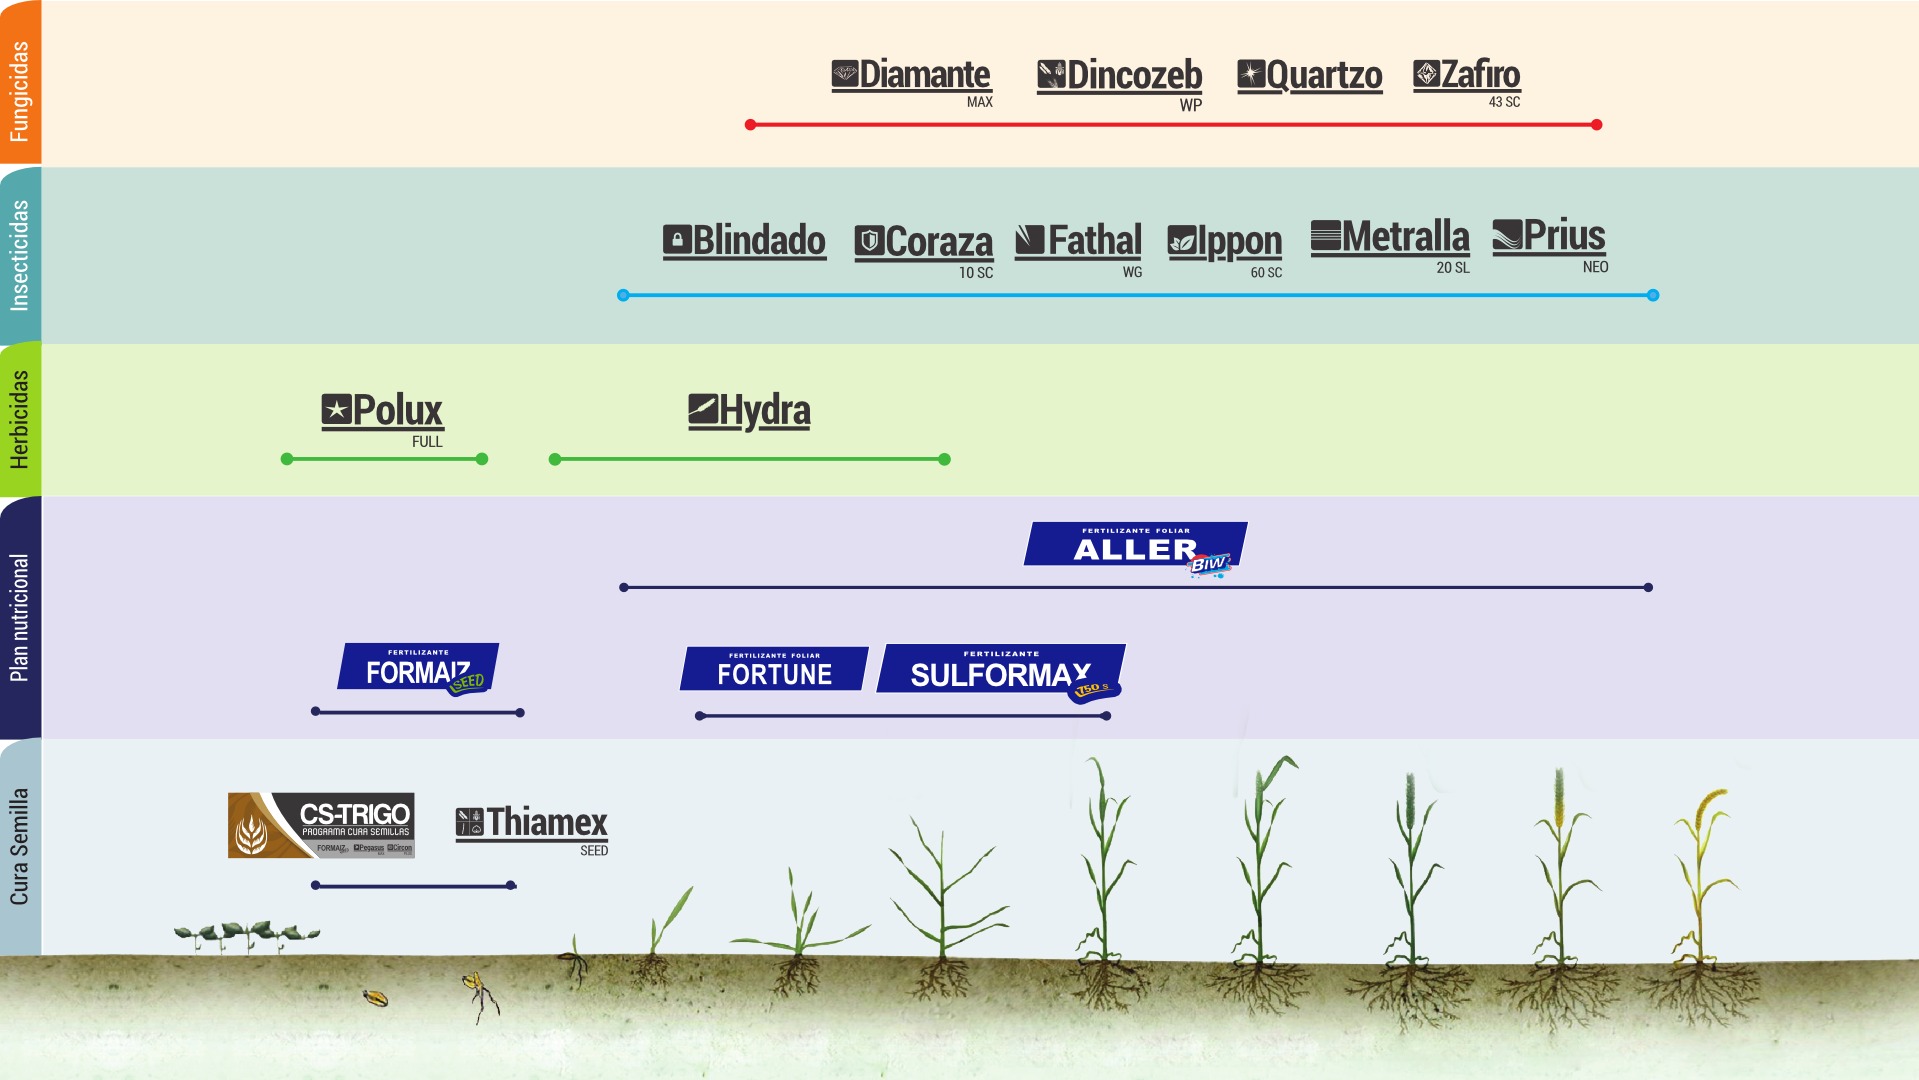 Fungicidas
Diamante
MAX
Dincozeb
WP
Quartzo
Zafiro
43 SC
Insecticidas
Blindado
Coraza
10 SC
Fathal
WG
Ippon
60 SC
Metralla
20 SL
Prius
NEO
Herbicidas
Polux
FULL
Hydra
Plan nutricional
FERTILIZANTE FOLIAR
ALLER
BIW
FERTILIZANTE
FORMAIZ
SEED
FERTILIZANTE FOLIAR
FORTUNE
FERTILIZANTE
SULFORMAX
750 S
Cura Semilla
CS-TRIGO
PROGRAMA CURA SEMILLAS
FORMAIZ Pegasus Circon
Thiamex
SEED